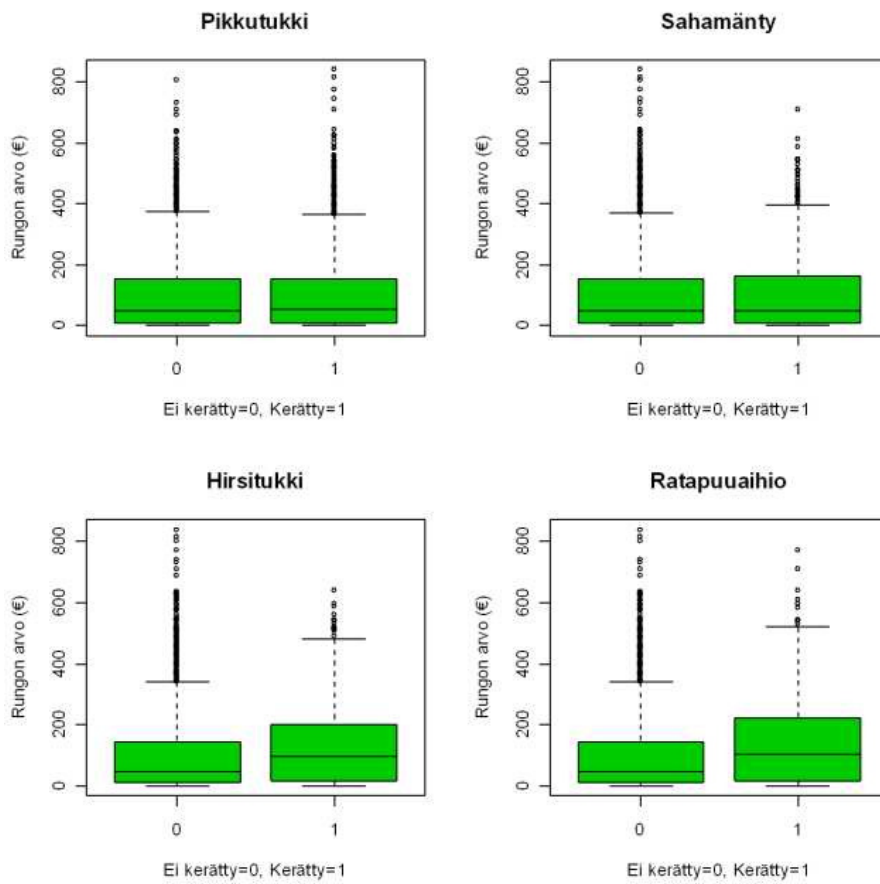 Pikkutukki
Rungon arvo (€)
800
600
400
200
0
0 1
Ei kerätty=0, Kerätty=1
Sahamänty
Rungon arvo (€)
800
600
400
200
0
0 1
Ei kerätty=0, Kerätty=1
Hirsitukki
Rungon arvo (€)
800
600
400
200
0
0 1
Ei kerätty=0, Kerätty=1
Ratapuuaihio
Rungon arvo (€)
800
600
400
200
0
0 1
Ei kerätty=0, Kerätty=1